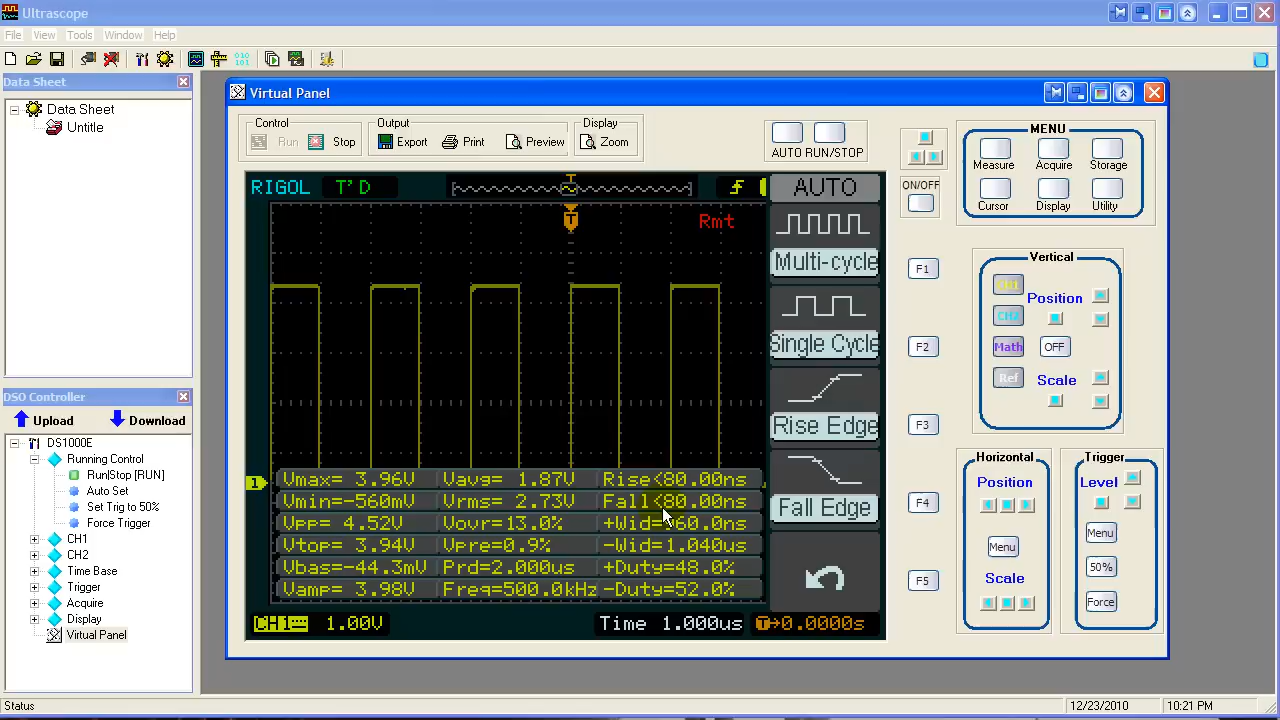 Ultrascope
File View Tools Window Help
Data Sheet
Data Sheet
Untitle
DSO Controller
Upload Download
DS1000E
Running Control
Run|Stop [RUN]
Auto Set
Set Trig to 50%
Force Trigger
CH1
CH2
Time Base
Trigger
Acquire
Display
Virtual Panel
Virtual Panel
Control
Run Stop
Output
Export Print Preview
Display
Zoom
AUTO RUN/STOP
RIGOL T'D
T
T
Rmt
AUTO
Multi-cycle
Single Cycle
Rise Edge
Fall Edge
1
Vmax= 3.96V Vavg= 1.87V Rise<80.00ns
Vmin=-560mV Vrms= 2.73V Fall<80.00ns
Vpp= 4.52V Vovr=13.0% +Wid=960.0ns
Vtop= 3.94V Vpre=0.9% -Wid=1.040us
Vbas=-44.3mV Prd=2.000us +Duty=48.0%
Vamp= 3.98V Freq=500.0kHz -Duty=52.0%
CH1 1.00V Time 1.000us T→0.0000s
ON/OFF
F1
F2
F3
F4
F5
MENU
Measure Acquire Storage
Cursor Display Utility
Vertical
CH1
Position
CH2
Math OFF
Ref
Scale
Horizontal
Position
Menu
Scale
Trigger
Level
Menu
50%
Force
Status 12/23/2010 10:21 PM